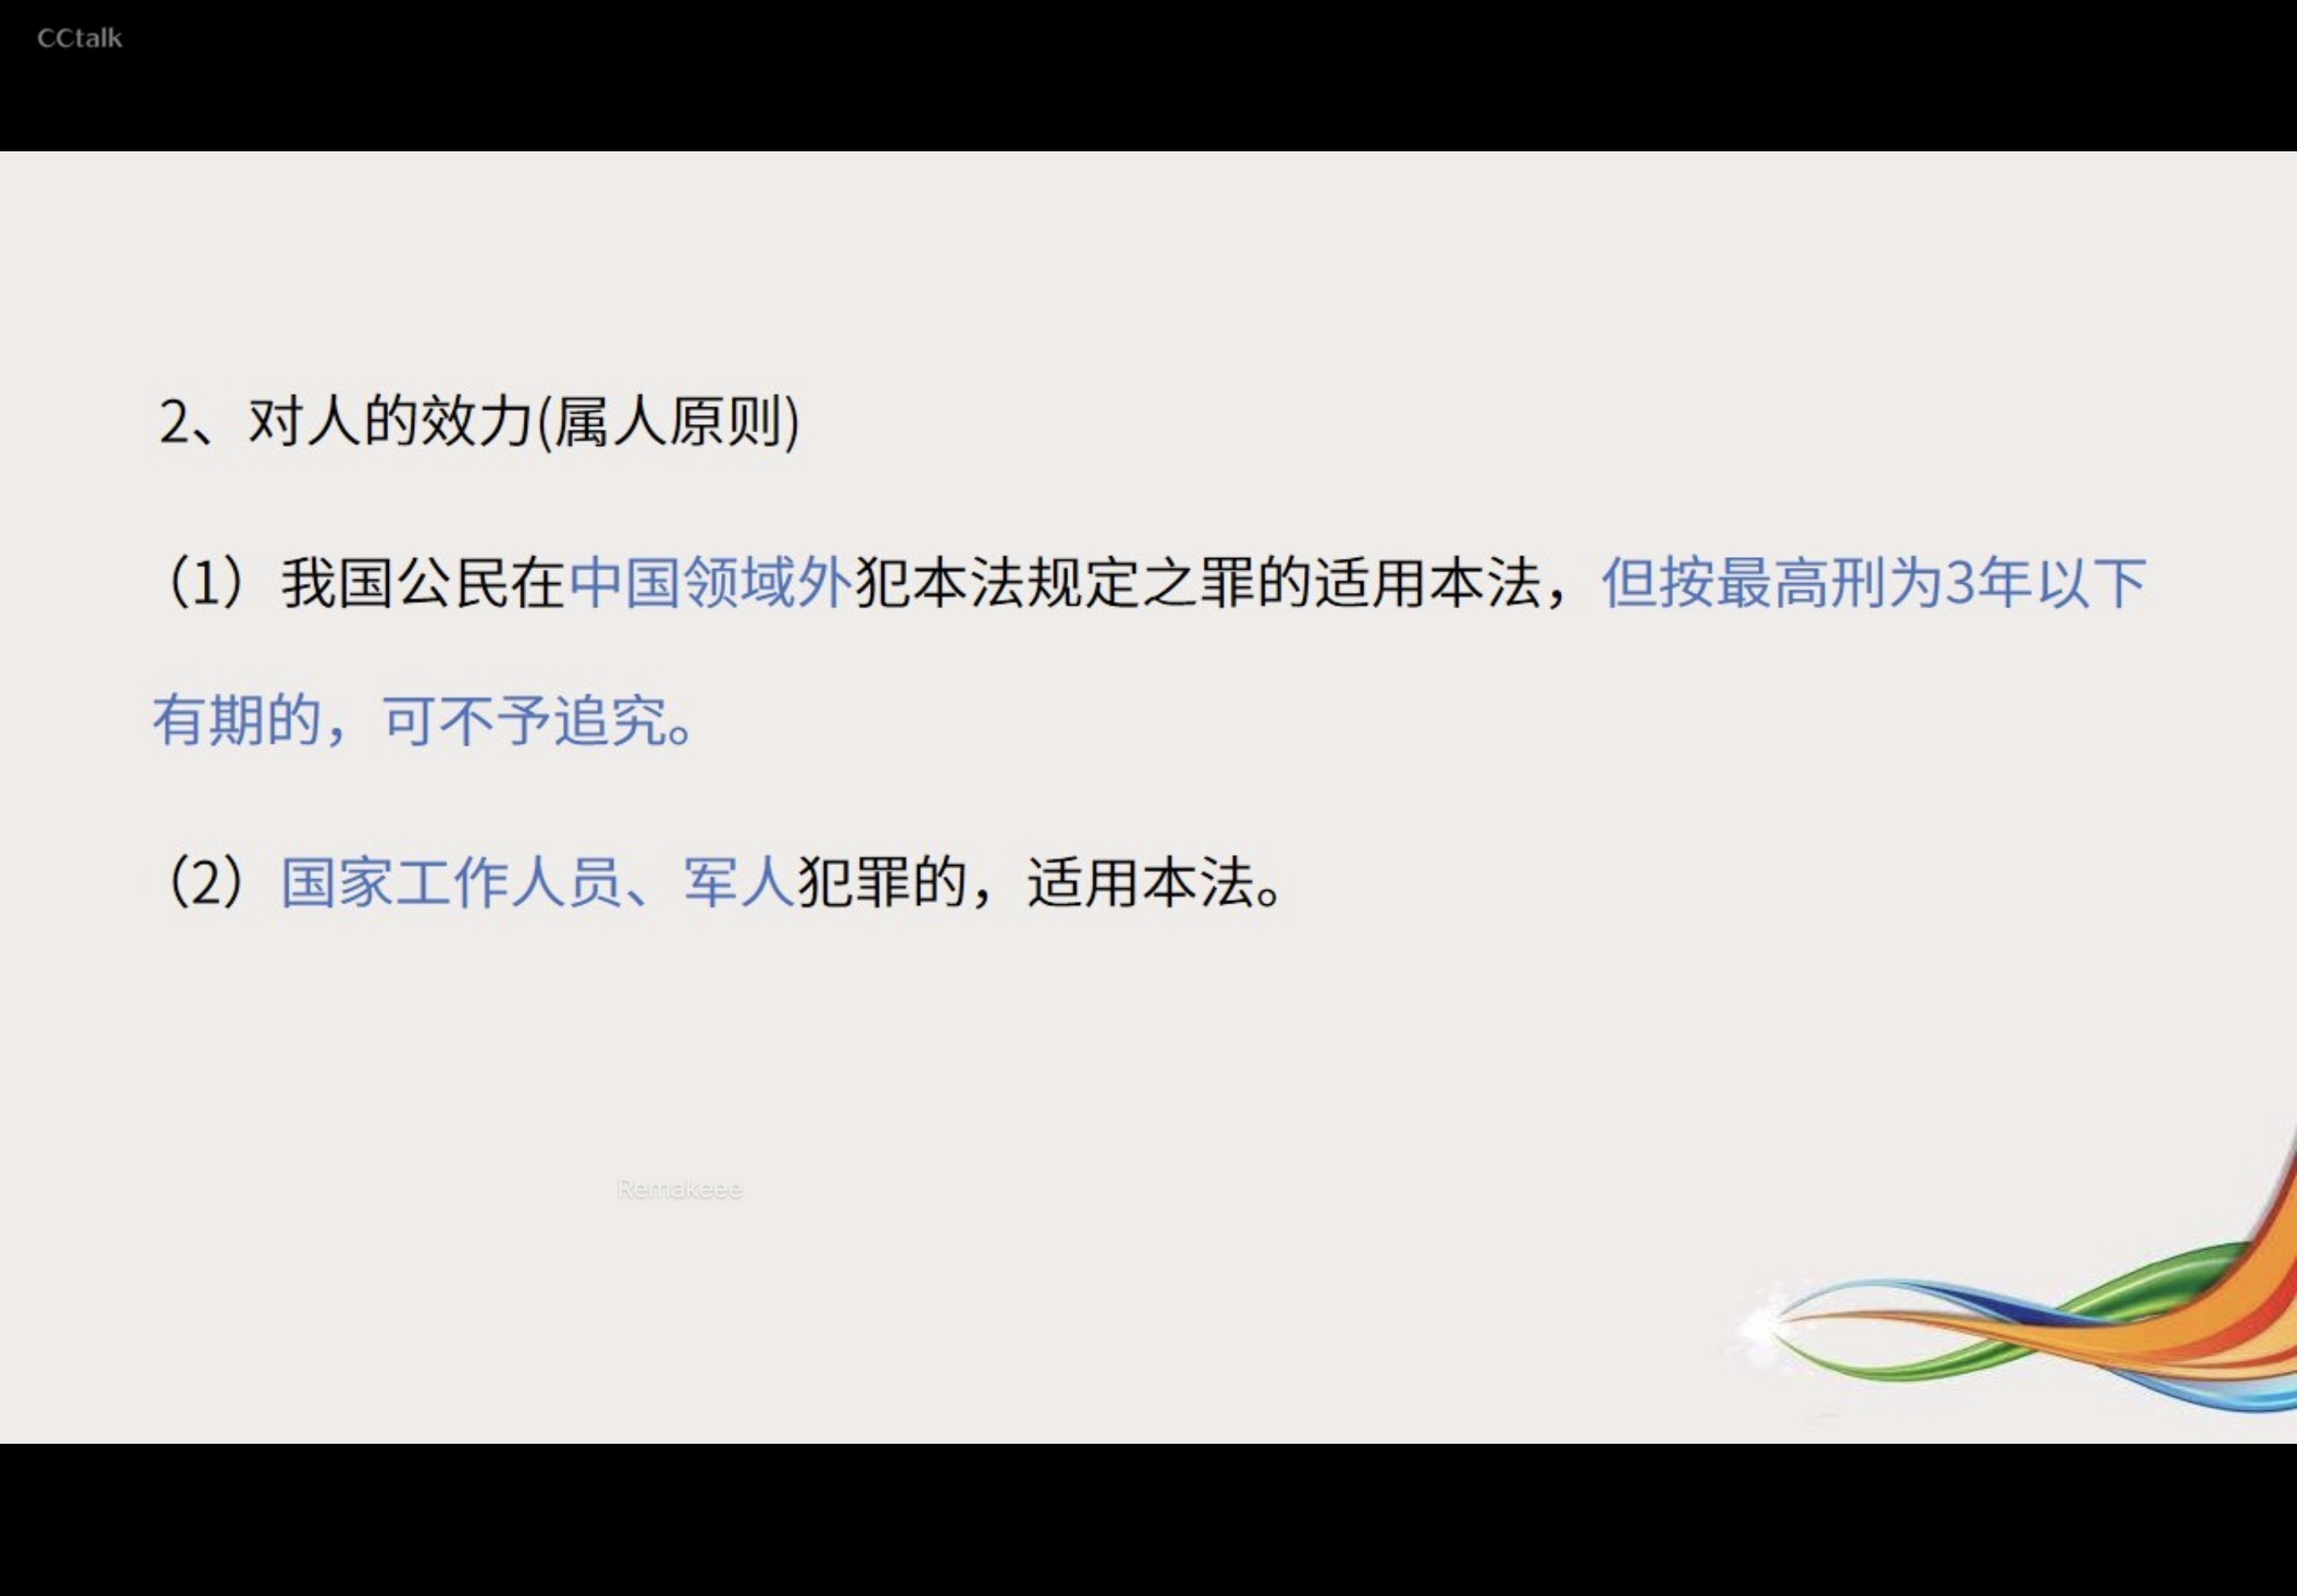 CCtalk
2、对人的效力(属人原则)
（1）我国公民在中国领域外犯本法规定之罪的适用本法，但按最高刑为3年以下
有期的，可不予追究。
（2）国家工作人员、军人犯罪的，适用本法。
Remakeee